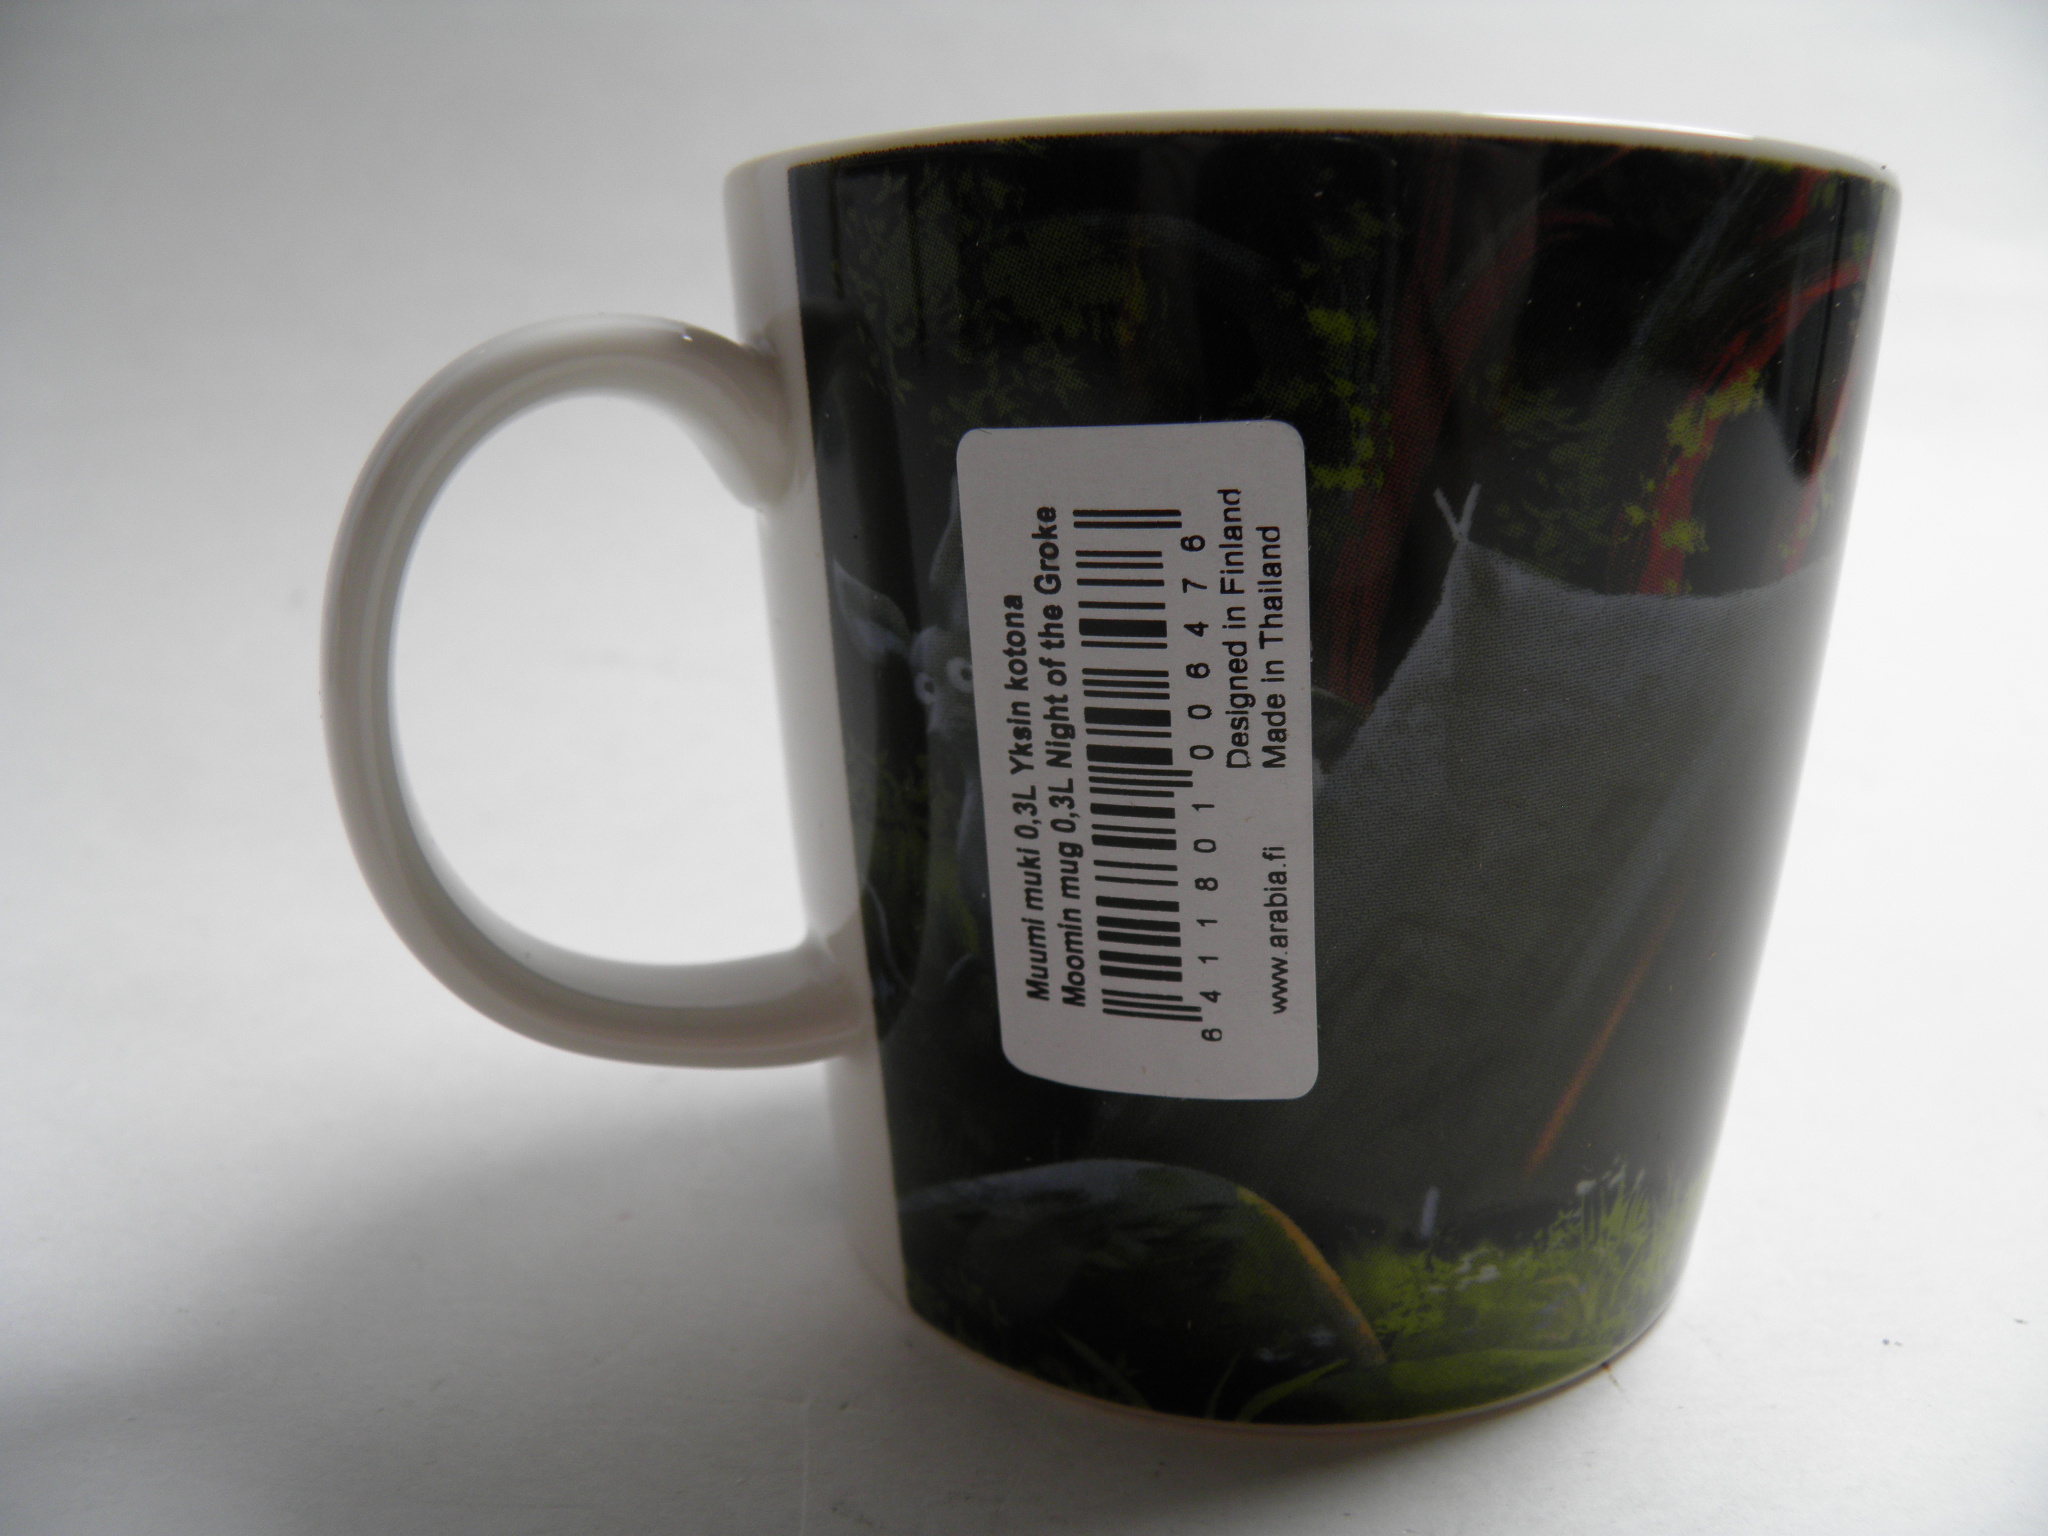 Muumi muki 0,3L Yksin kotona
Moomin mug 0,3L Night of the Groke
6 411801 006476
Designed in Finland
www.arabia.fi Made in Thailand